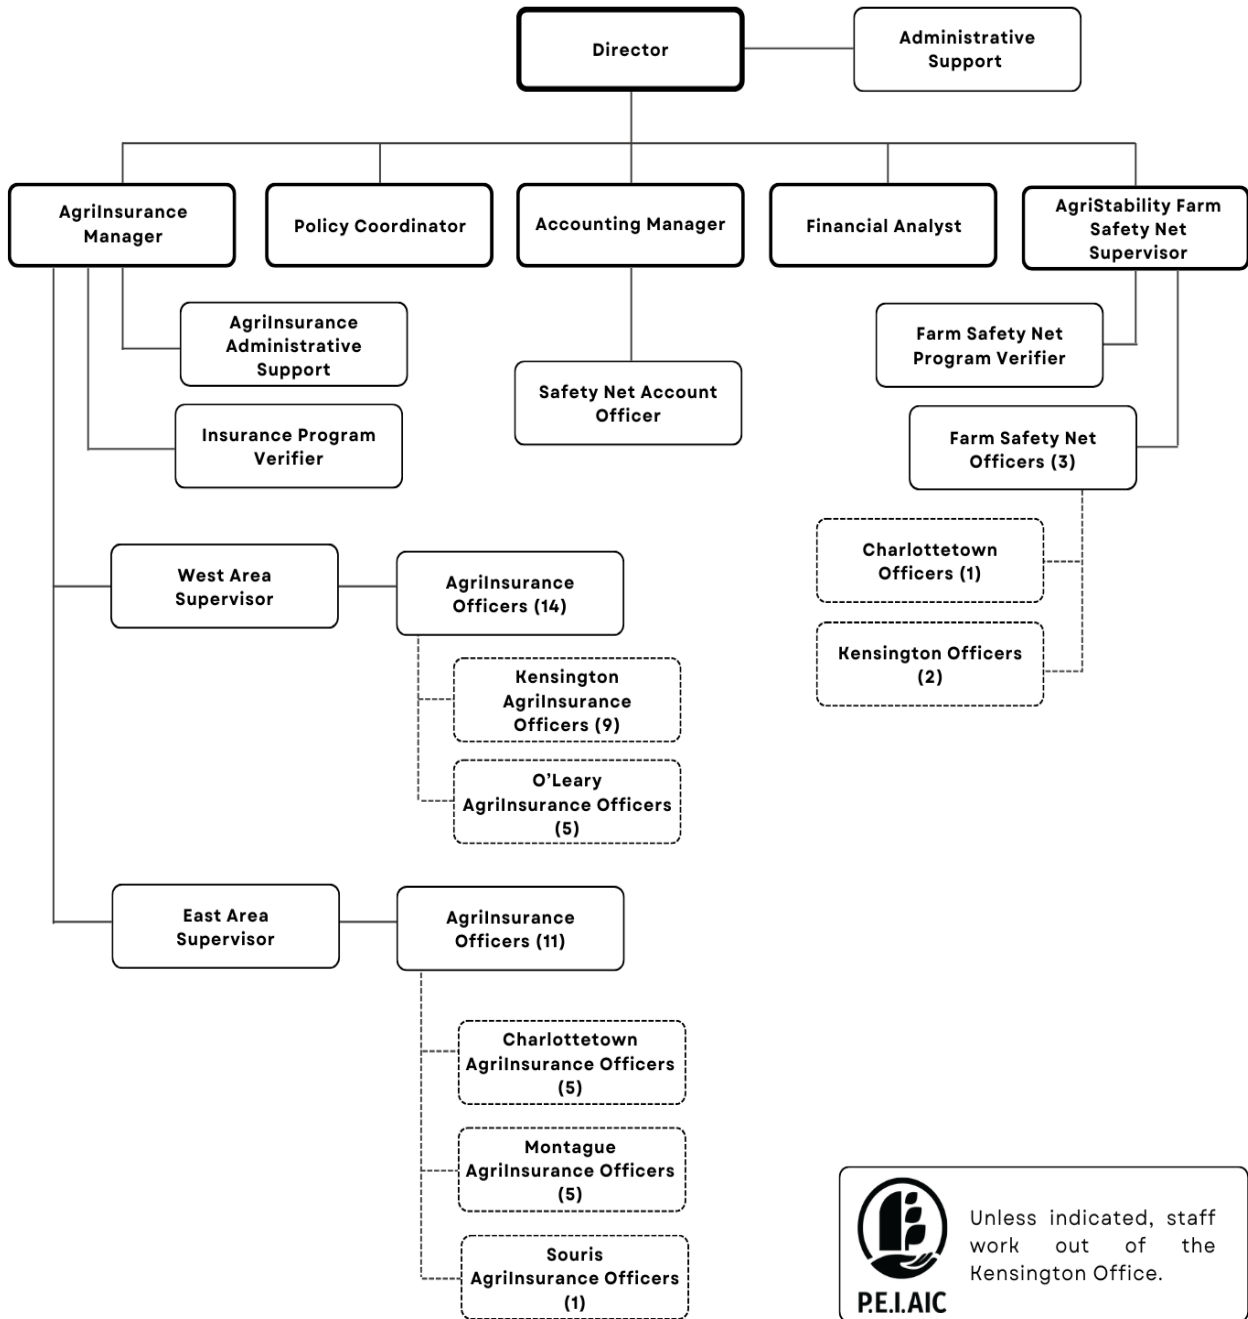 Director
Administrative
Support
AgriInsurance
Manager
Policy Coordinator
Accounting Manager
Financial Analyst
AgriStability Farm
Safety Net
Supervisor
AgriInsurance
Administrative
Support
Insurance Program
Verifier
Safety Net Account
Officer
Farm Safety Net
Program Verifier
Farm Safety Net
Officers (3)
Charlottetown
Officers (1)
Kensington Officers
(2)
West Area
Supervisor
AgriInsurance
Officers (14)
Kensington
AgriInsurance
Officers (9)
O’Leary
AgriInsurance Officers
(5)
East Area
Supervisor
AgriInsurance
Officers (11)
Charlottetown
AgriInsurance Officers
(5)
Montague
AgriInsurance Officers
(5)
Souris
AgriInsurance Officers
(1)
P.E.I.AIC
Unless indicated, staff
work out of the
Kensington Office.